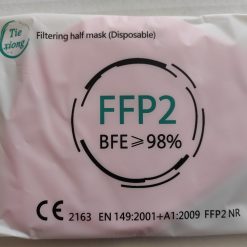 Tie
xiong
Filtering half mask (Disposable)
FFP2
BFE≥98%
CE 2163 EN 149:2001+A1:2009 FFP2 NR